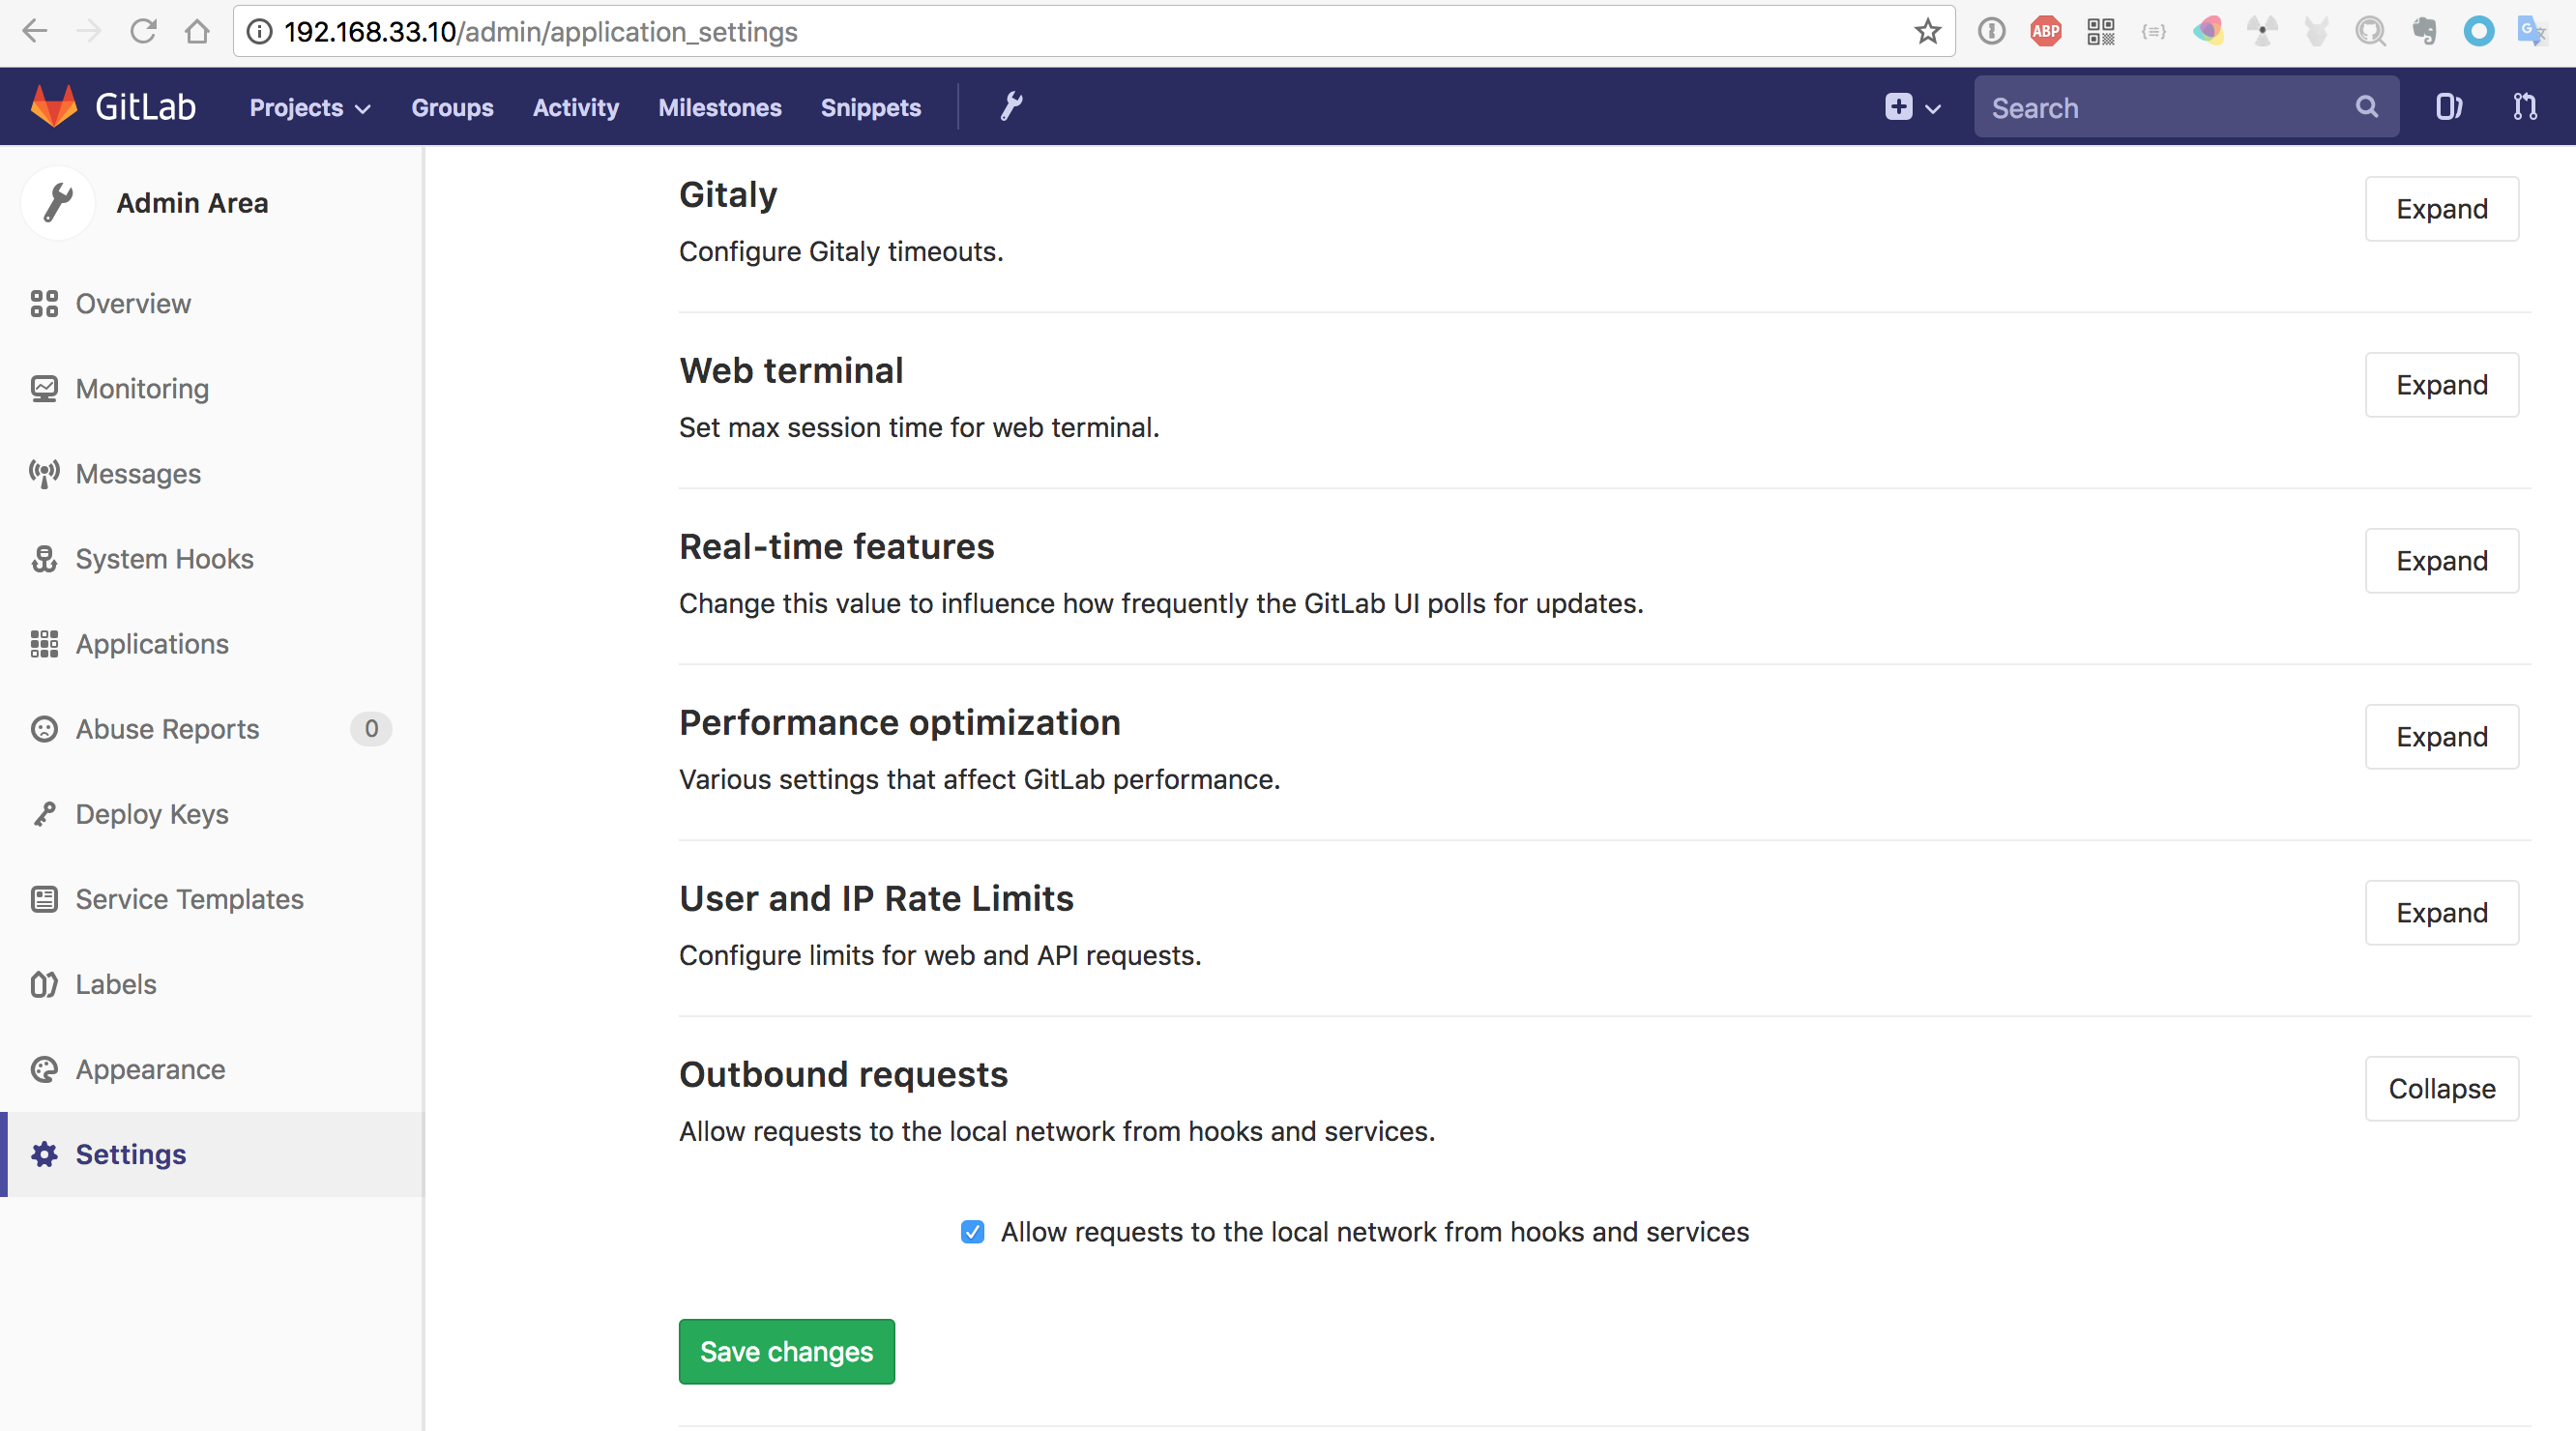 192.168.33.10/admin/application_settings
ABP
GitLab Projects Groups Activity Milestones Snippets Search
Admin Area
Overview
Monitoring
Messages
System Hooks
Applications
Abuse Reports 0
Deploy Keys
Service Templates
Labels
Appearance
Settings
Gitaly
Expand
Configure Gitaly timeouts.
Web terminal
Expand
Set max session time for web terminal.
Real-time features
Expand
Change this value to influence how frequently the GitLab UI polls for updates.
Performance optimization
Expand
Various settings that affect GitLab performance.
User and IP Rate Limits
Expand
Configure limits for web and API requests.
Outbound requests
Collapse
Allow requests to the local network from hooks and services.
Allow requests to the local network from hooks and services
Save changes